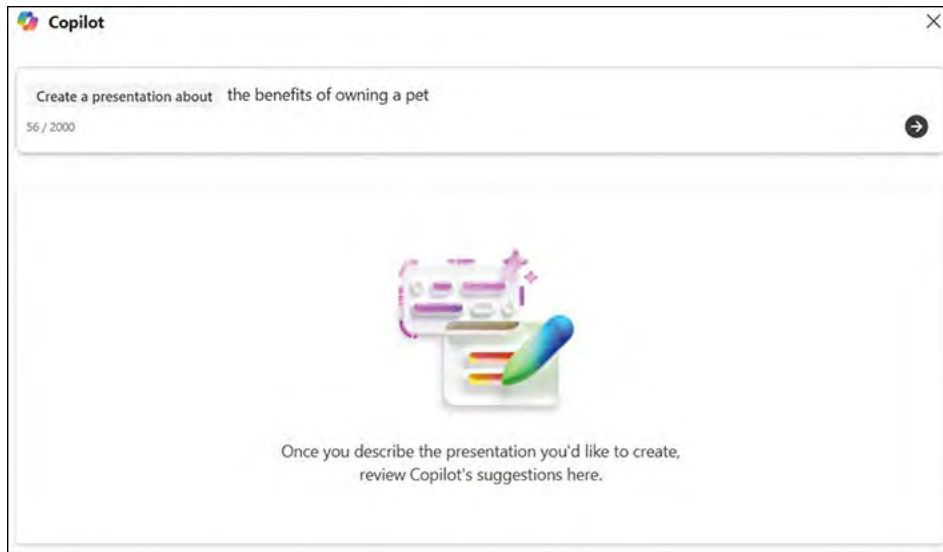 Copilot
Create a presentation about the benefits of owning a pet
56 / 2000
Once you describe the presentation you'd like to create,
review Copilot's suggestions here.